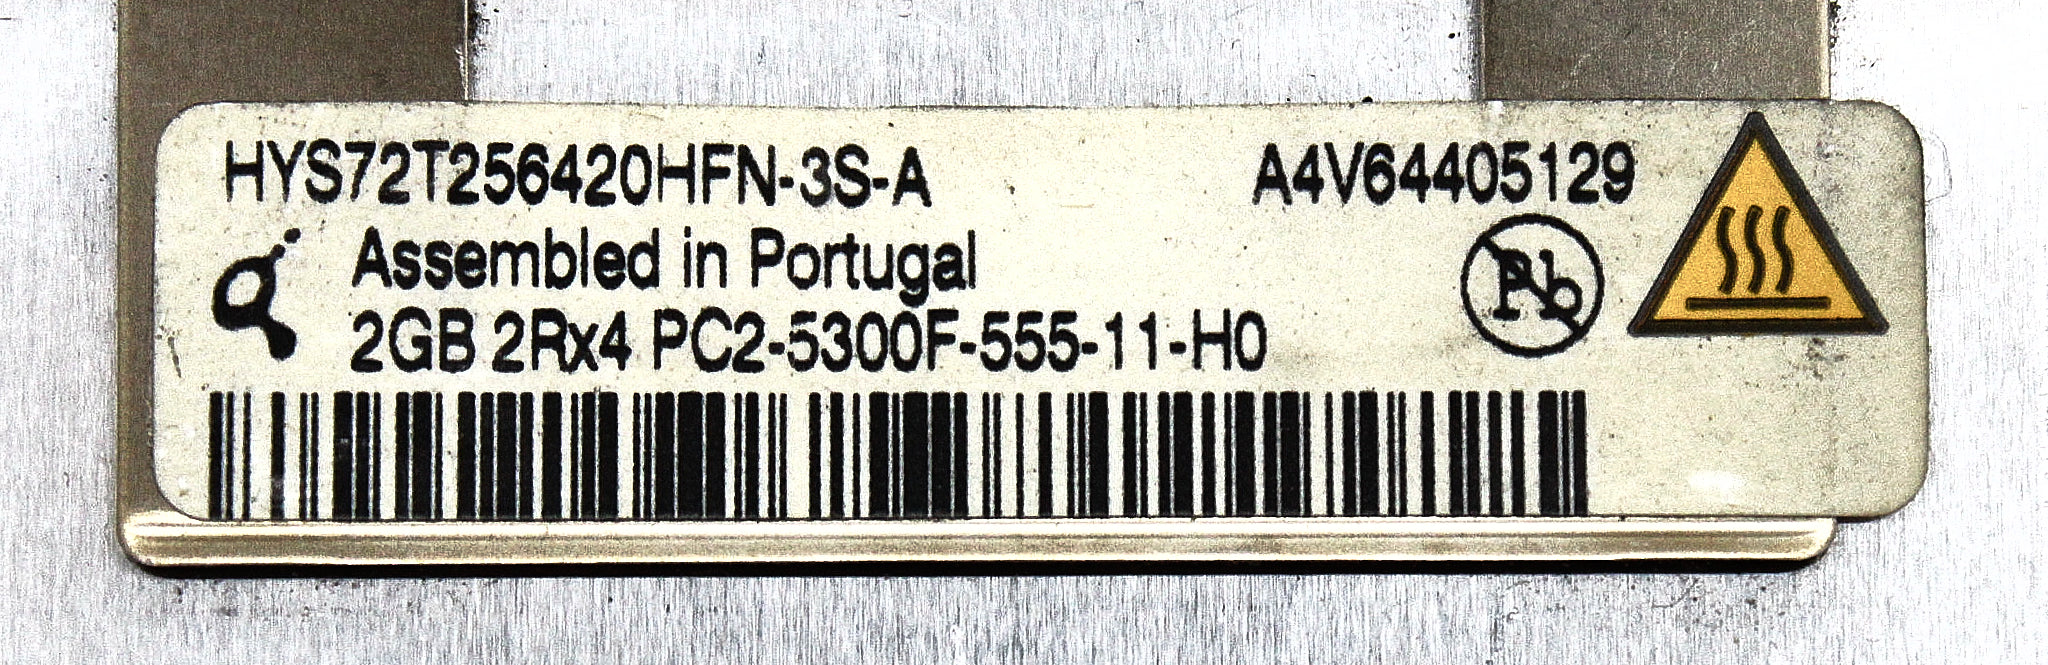 HYS72T256420HFN-3S-A A4V64405129
Assembled in Portugal
Pb
2GB 2Rx4 PC2-5300F-555-11-H0